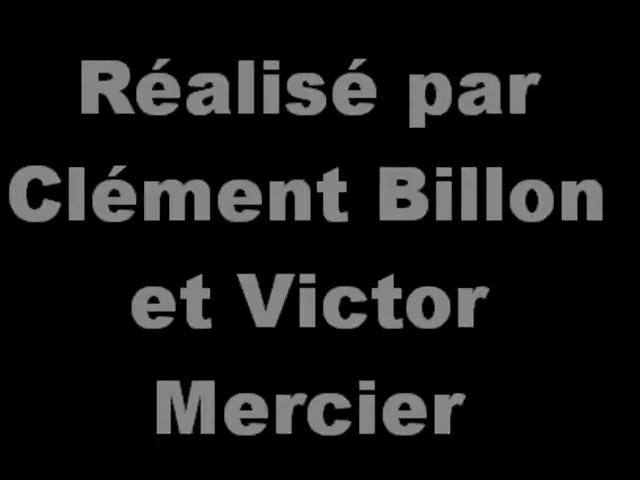 Réalisé par
Clément Billon
et Victor
Mercier